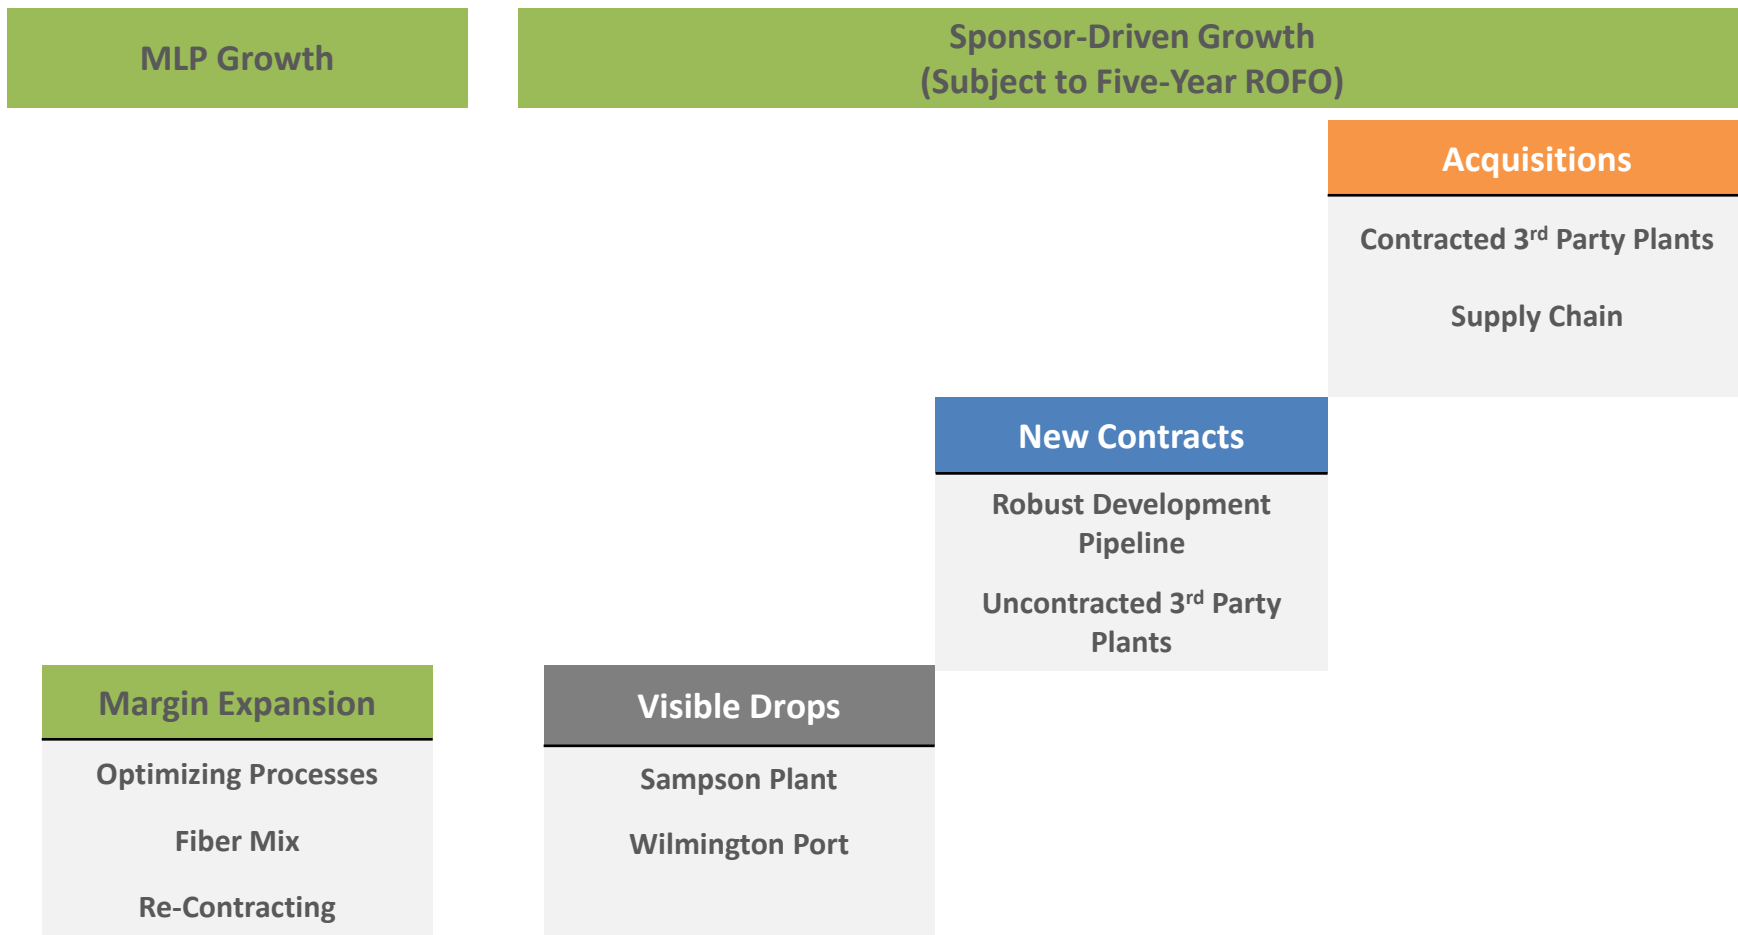 MLP Growth
Sponsor-Driven Growth
(Subject to Five-Year ROFO)
Acquisitions
Contracted 3rd Party Plants
Supply Chain
New Contracts
Robust Development
Pipeline
Uncontracted 3rd Party
Plants
Margin Expansion
Optimizing Processes
Fiber Mix
Re-Contracting
Visible Drops
Sampson Plant
Wilmington Port